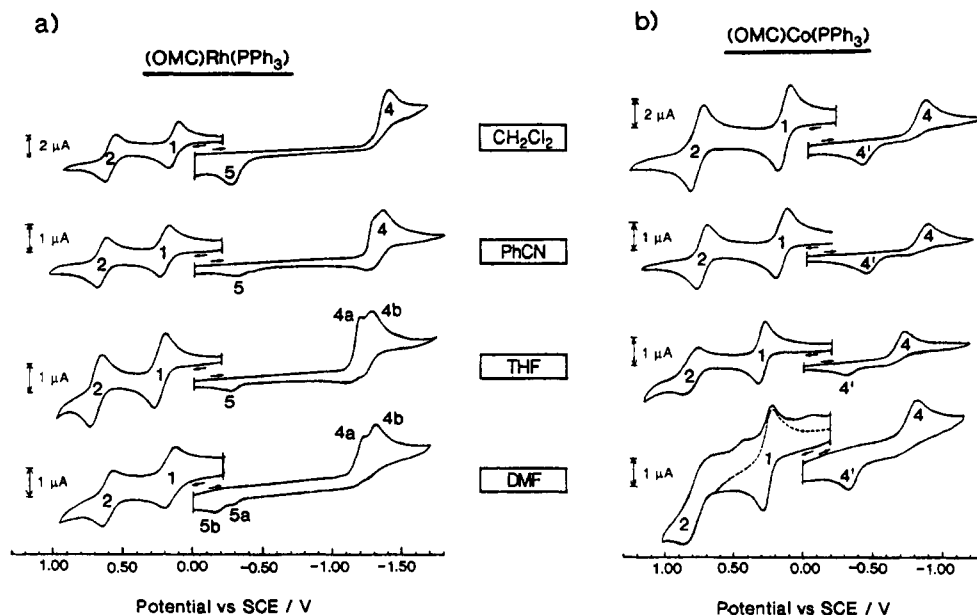 a)
(OMC)Rh(PPh₃)
2 μA
2
1
5
4
1 μA
2
1
5
4
1 μA
2
1
5
4a
4b
1 μA
2
1
5b
5a
4a
4b
1.00 0.50 0.00 −0.50 −1.00 −1.50
Potential vs SCE / V
CH₂Cl₂
PhCN
THF
DMF
b)
(OMC)Co(PPh₃)
2 μA
2
1
4'
4
1 μA
2
1
4'
4
1 μA
2
1
4'
4
1 μA
2
1
4'
4
1.00 0.50 0.00 −0.50 −1.00
Potential vs SCE / V